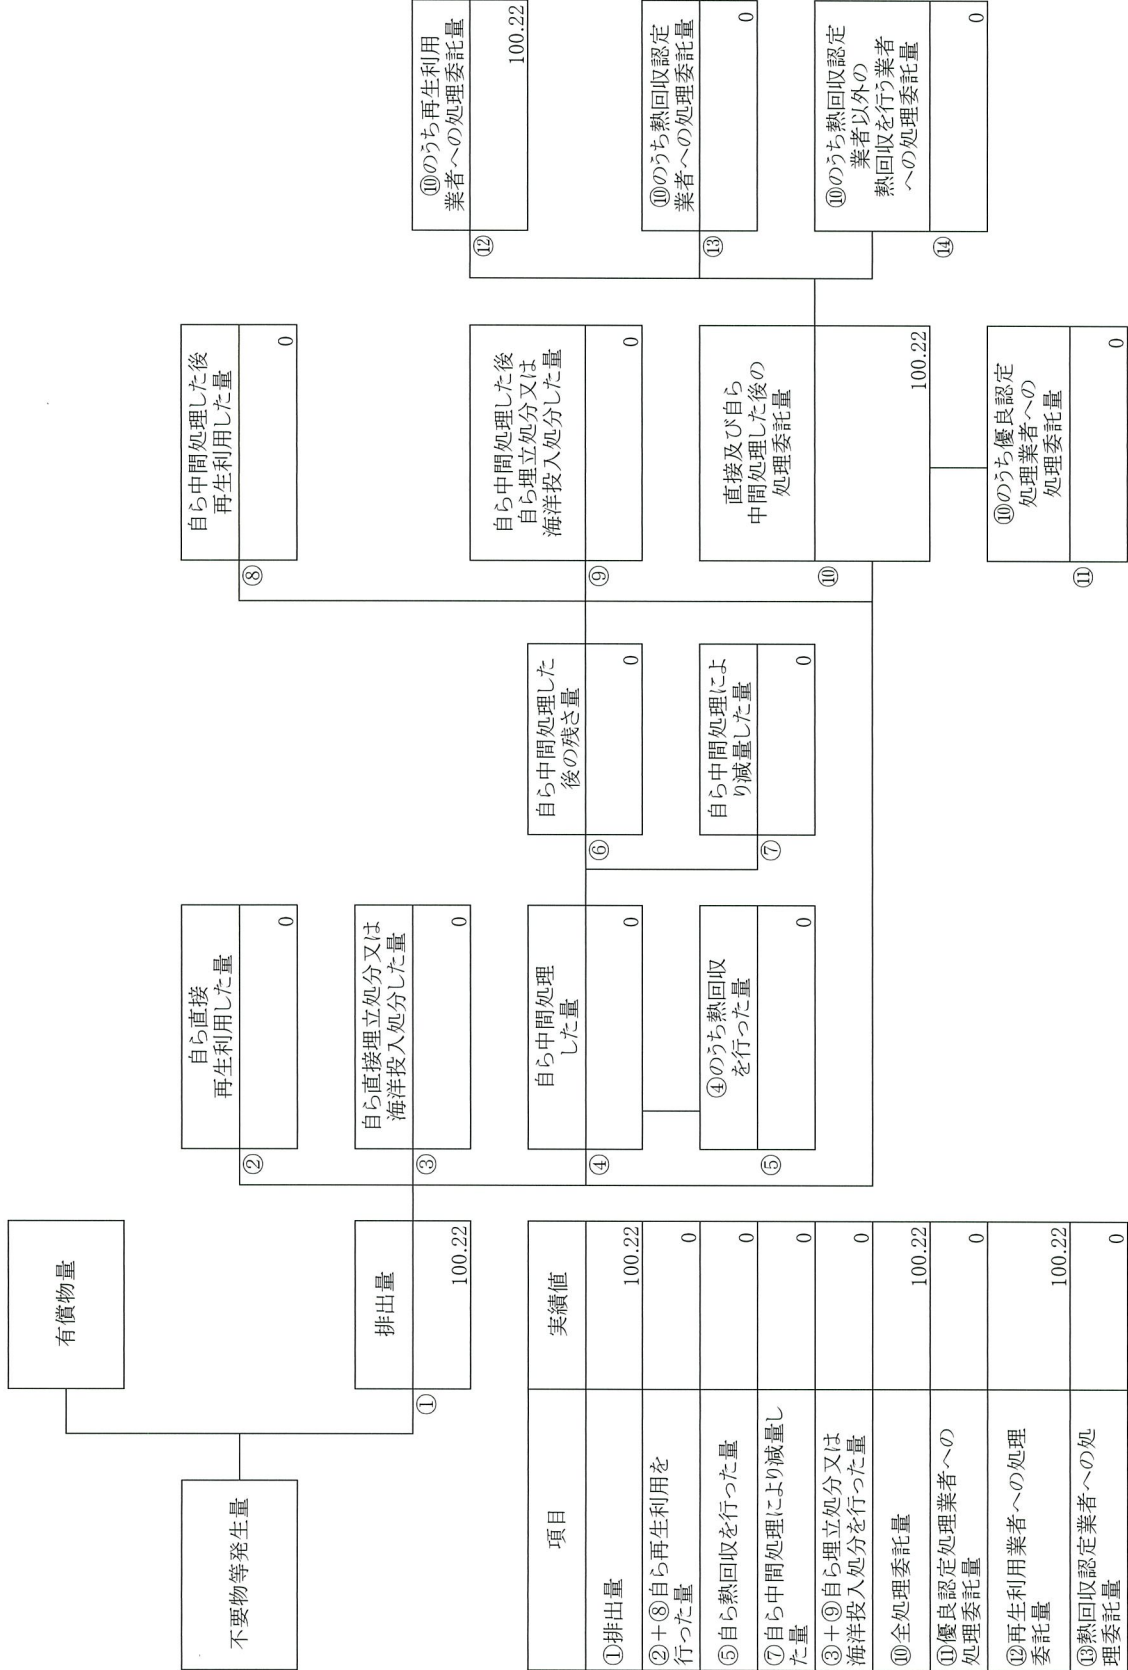 不要物等発生量
有償物量
排出量
①
100.22
自ら直接
再生利用した量
②
0
自ら直接埋立処分又は
海洋投入処分した量
③
0
自ら中間処理
した量
④
0
④のうち熱回収
を行った量
⑤
0
自ら中間処理した
後の残さ量
⑥
0
自ら中間処理によ
り減量した量
⑦
0
自ら中間処理した後
再生利用した量
⑧
0
自ら中間処理した後
自ら埋立処分又は
海洋投入処分した量
⑨
0
直接及び自ら
中間処理した後の
処理委託量
⑩
100.22
⑩のうち優良認定
処理業者への
処理委託量
⑪
0
⑩のうち再生利用
業者への処理委託量
⑫
100.22
⑩のうち熱回収認定
業者への処理委託量
⑬
0
⑩のうち熱回収認定
業者以外の
熱回収を行う業者
への処理委託量
⑭
0
項目 実績値
①排出量 100.22
②+⑧自ら再生利用を
行った量 0
⑤自ら熱回収を行った量 0
⑦自ら中間処理により減量し
た量 0
③+⑨自ら埋立処分又は
海洋投入処分を行った量 0
⑩全処理委託量 100.22
⑪優良認定処理業者への
処理委託量 0
⑫再生利用業者への処理
委託量 100.22
⑬熱回収認定業者への処
理委託量 0